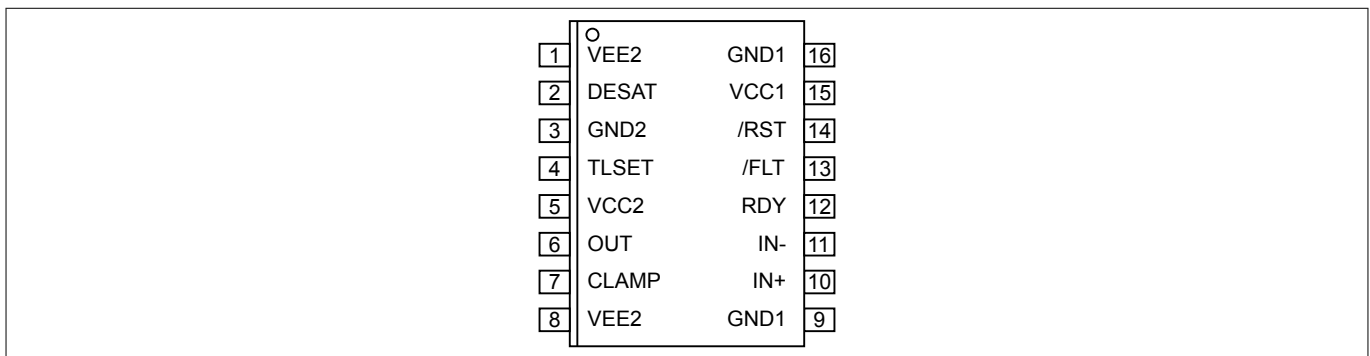 1 VEE2 GND1 16
2 DESAT VCC1 15
3 GND2 /RST 14
4 TLSET /FLT 13
5 VCC2 RDY 12
6 OUT IN- 11
7 CLAMP IN+ 10
8 VEE2 GND1 9